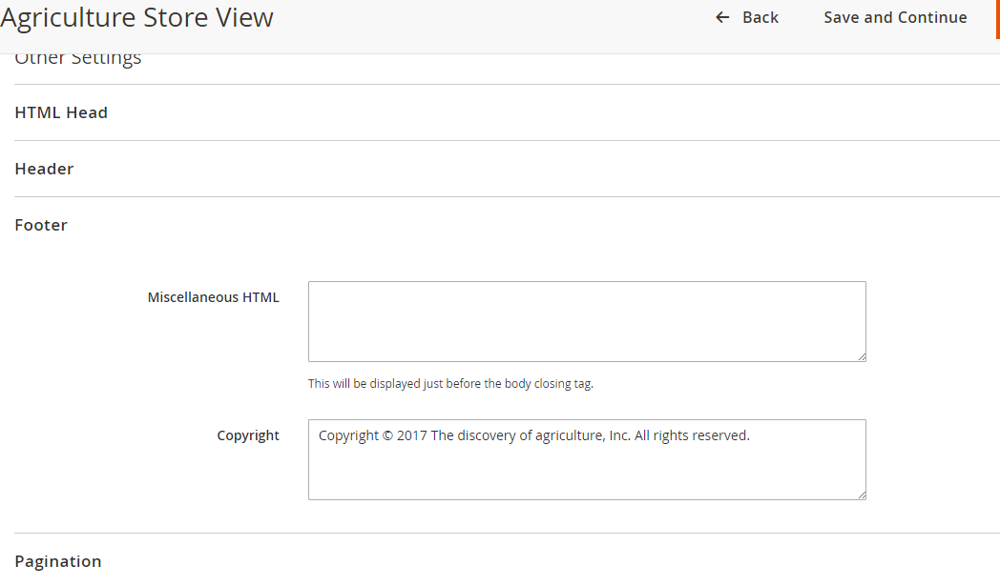 Agriculture Store View
Back
Save and Continue
Other Settings
HTML Head
Header
Footer
Miscellaneous HTML
This will be displayed just before the body closing tag.
Copyright
Copyright © 2017 The discovery of agriculture, Inc. All rights reserved.
Pagination